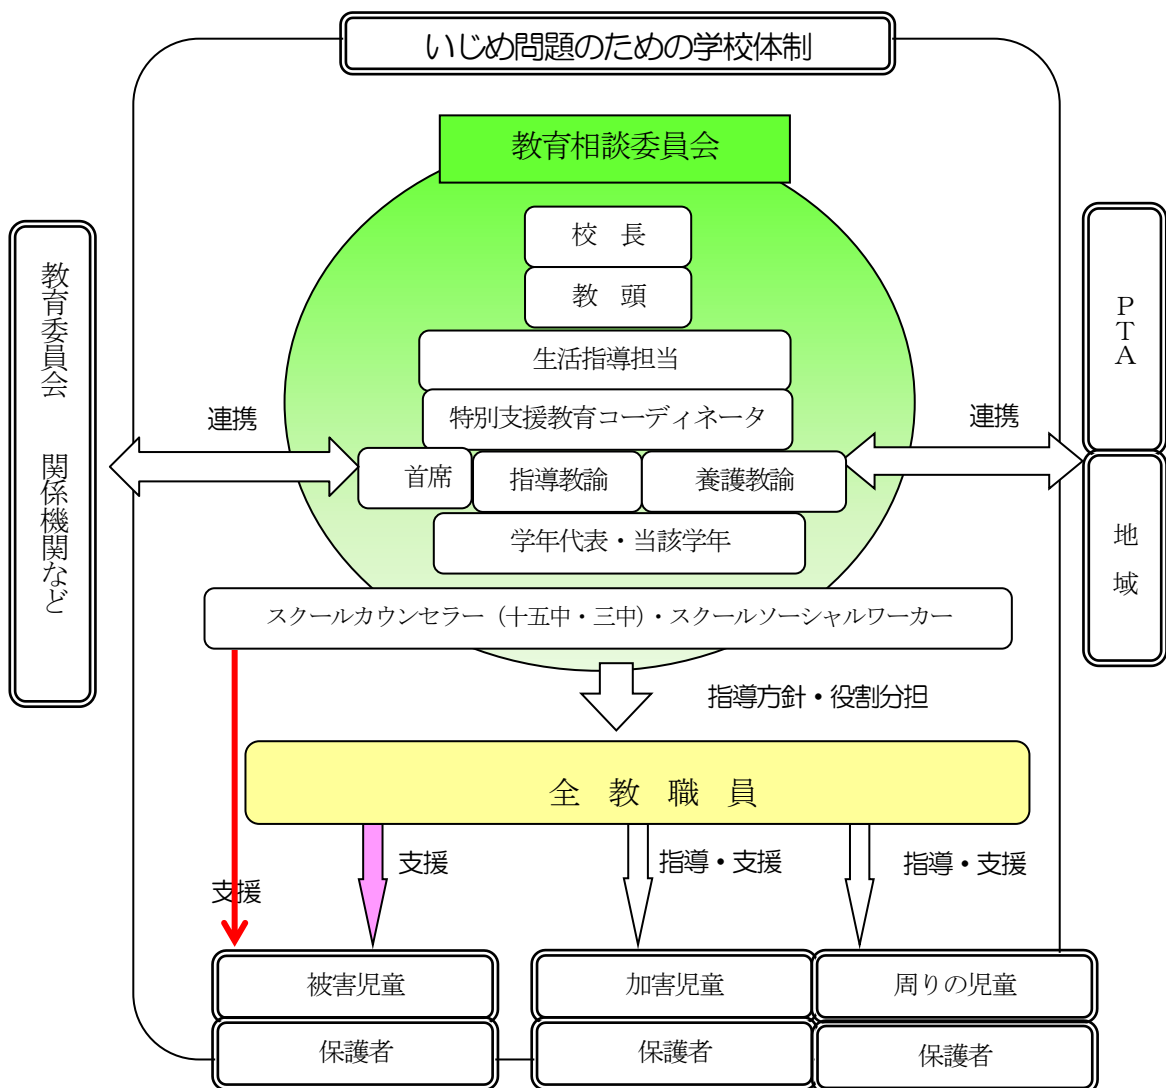 いじめ問題のための学校体制
教育相談委員会
校　長
教　頭
生活指導担当
特別支援教育コーディネータ
首席
指導教諭
養護教諭
学年代表・当該学年
スクールカウンセラー（十五中・三中）・スクールソーシャルワーカー
教育委員会　関係機関など
連携
連携
ＰＴＡ
地　域
指導方針・役割分担
全　教　職　員
支援
支援
指導・支援
指導・支援
被害児童
保護者
加害児童
保護者
周りの児童
保護者